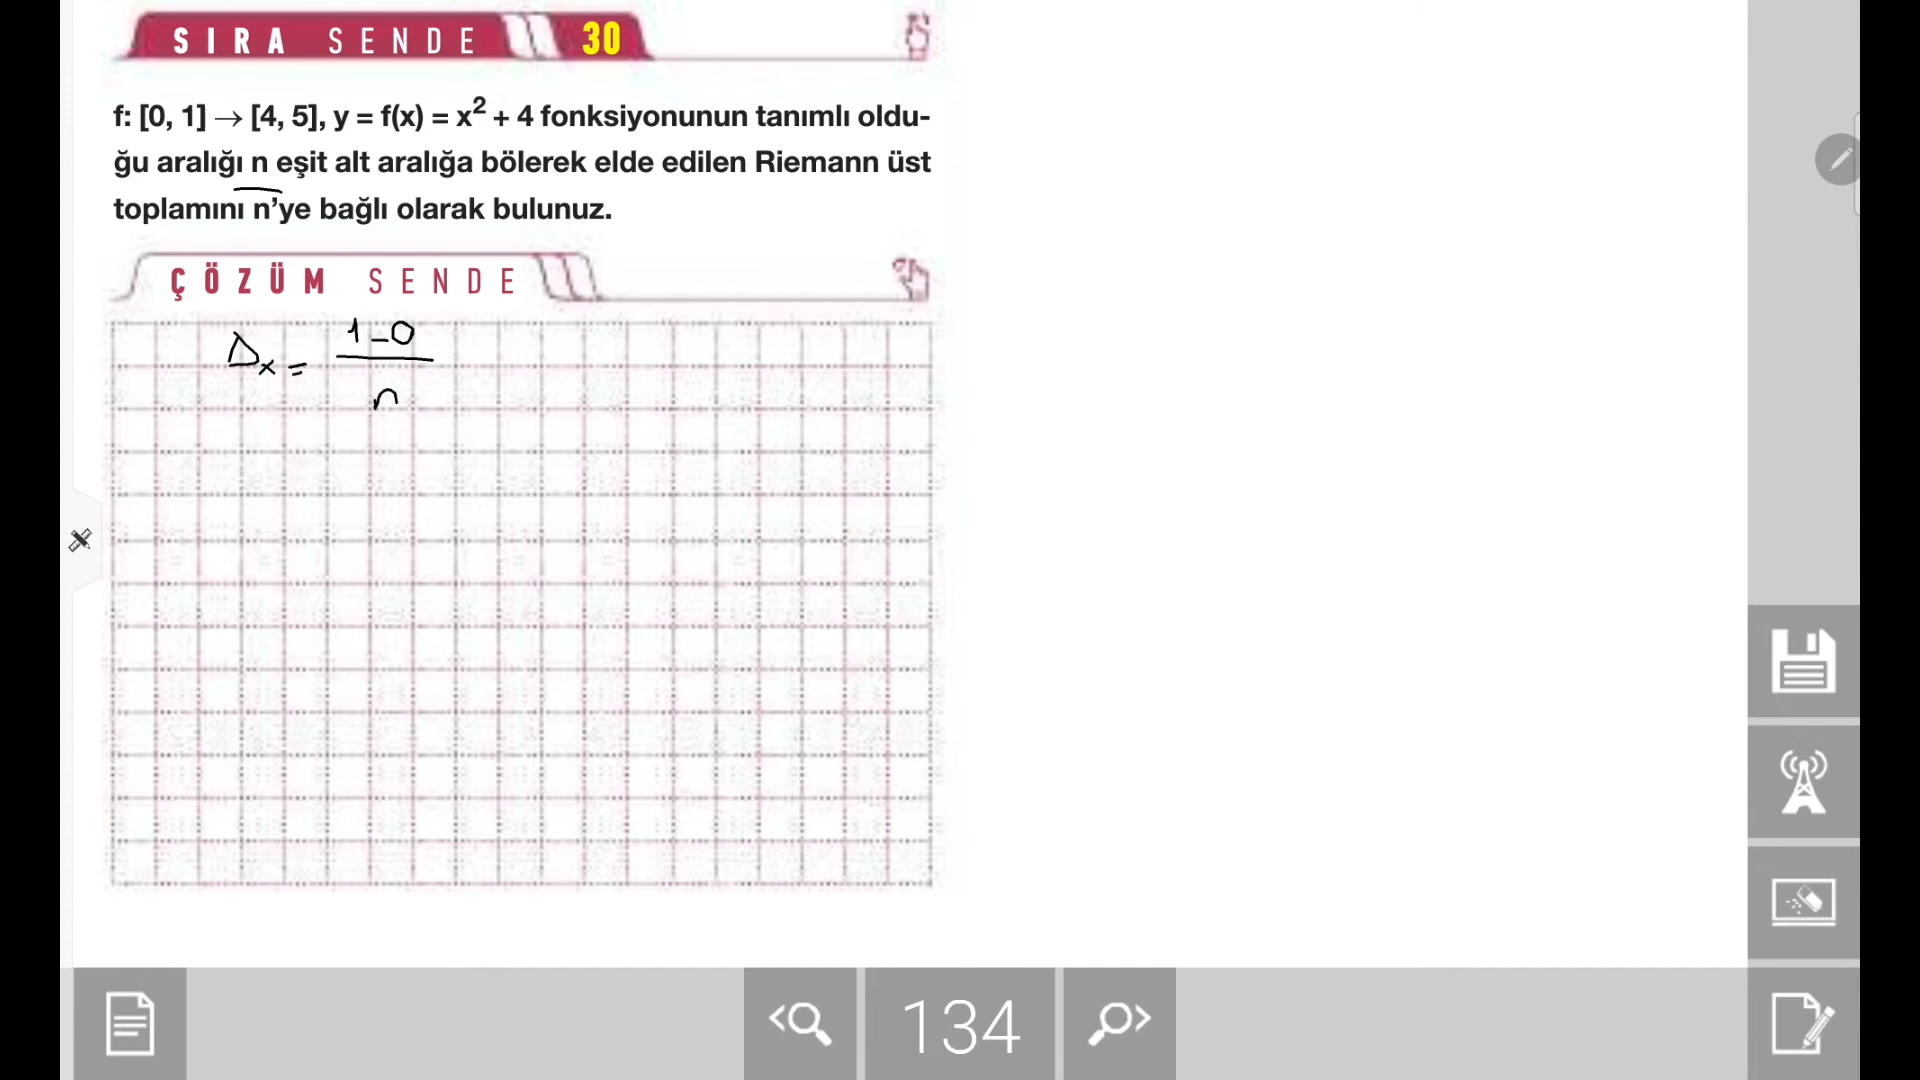 SIRA SENDE 30
f: [0, 1] → [4, 5], y = f(x) = x² + 4 fonksiyonunun tanımlı oldu-
ğu aralığı n eşit alt aralığa bölerek elde edilen Riemann üst
toplamını n'ye bağlı olarak bulunuz.
ÇÖZÜM SENDE
Δx = 1-0
n
134